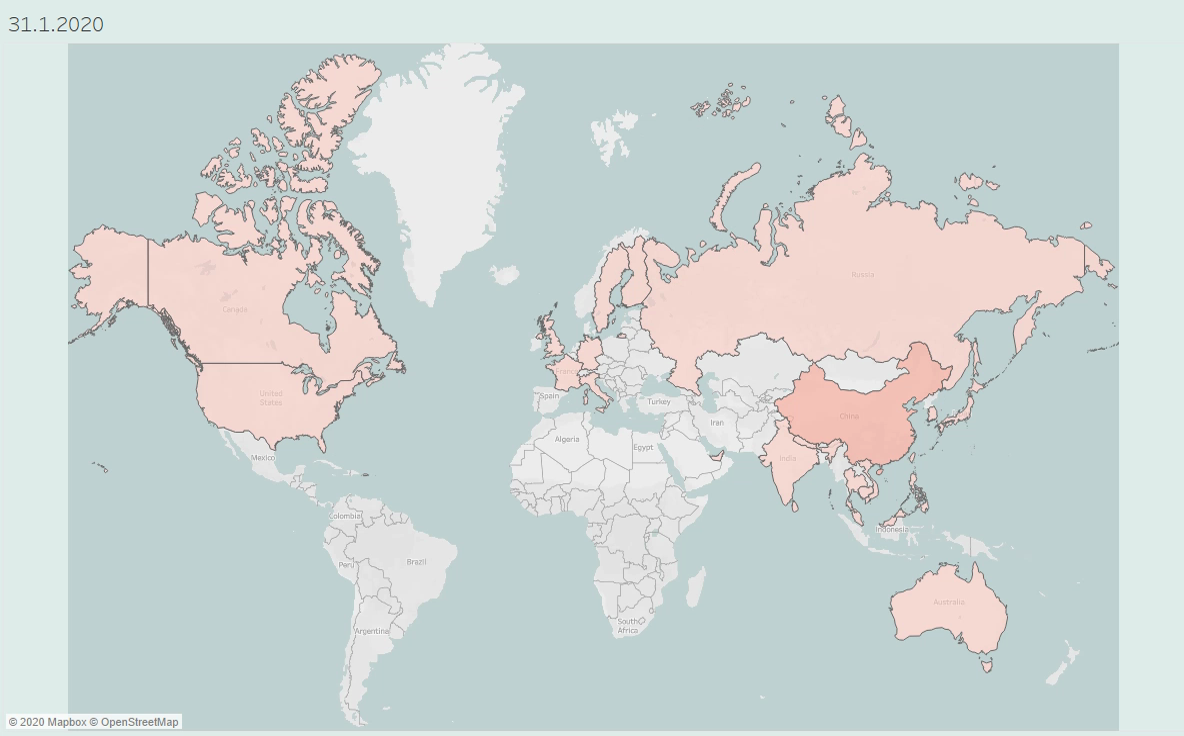 31.1.2020
Russia
Canada
United
States
France
China
Spain
Turkey
Iran
Algeria
Egypt
Mexico
India
Colombia
Indonesia
Brazil
Peru
Australia
South
Africa
Argentina
© 2020 Mapbox © OpenStreetMap